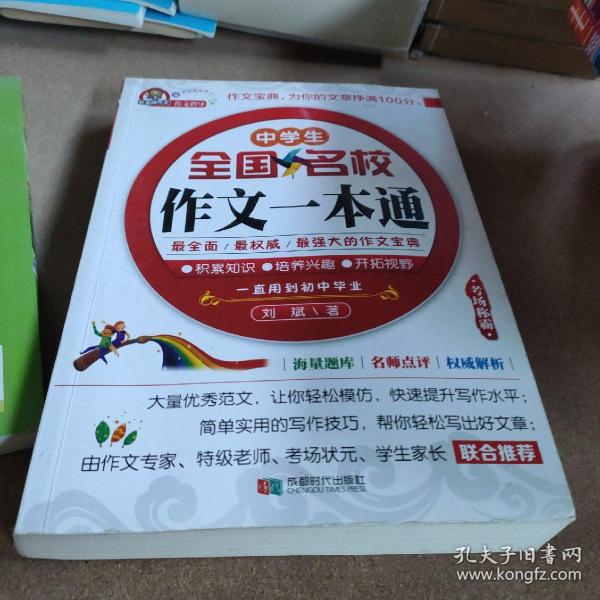 作文指导
作文宝典，为你的文章挣满100分。
中学生
全国名校
作文一本通
最全面/最权威/最强大的作文宝典
●积累知识 ●培养兴趣 ●开拓视野
一直用到初中毕业
刘 斌\著
考场称霸
|海量题库|名师点评|权威解析|
大量优秀范文，让你轻松模仿，快速提升写作水平；
简单实用的写作技巧，帮你轻松写出好文章；
由作文专家、特级老师、考场状元、学生家长 联合推荐
成都时代出版社
CHENGDU TIMES PRESS
孔夫子旧书网
www.kongfz.com